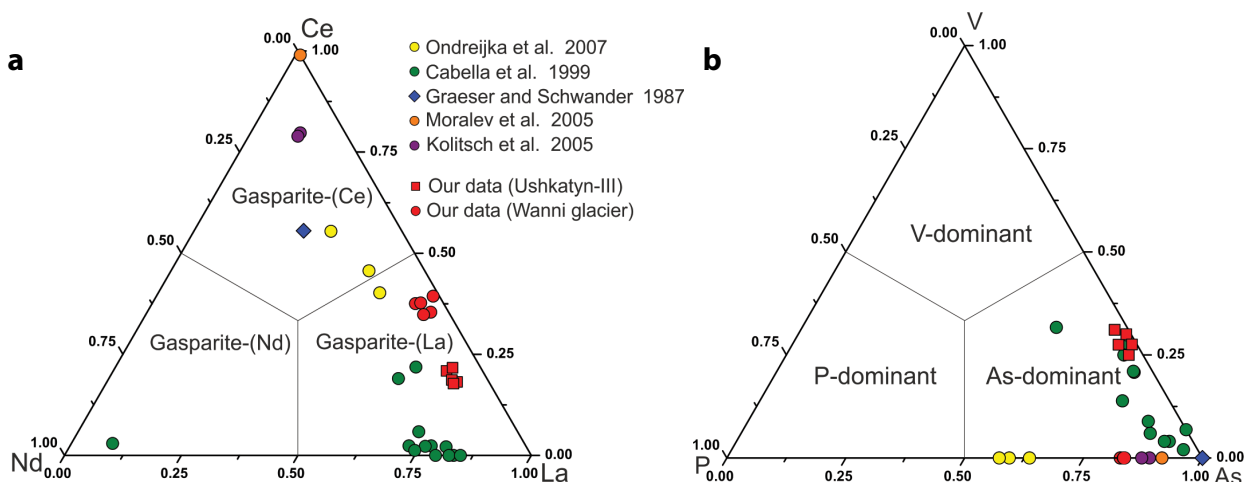 a
Ce
0.00
1.00
Ondreijka et al. 2007
Cabella et al. 1999
Graeser and Schwander 1987
Moralev et al. 2005
Kolitsch et al. 2005
Our data (Ushkatyn-III)
Our data (Wanni glacier)
0.25
0.75
Gasparite-(Ce)
0.50
0.50
0.75
Gasparite-(Nd)
Gasparite-(La)
0.25
1.00
0.00
Nd
La
0.00
0.25
0.50
0.75
1.00
b
V
0.00
1.00
0.25
0.75
V-dominant
0.50
0.50
0.75
P-dominant
As-dominant
0.25
1.00
0.00
P
As
0.00
0.25
0.50
0.75
1.00